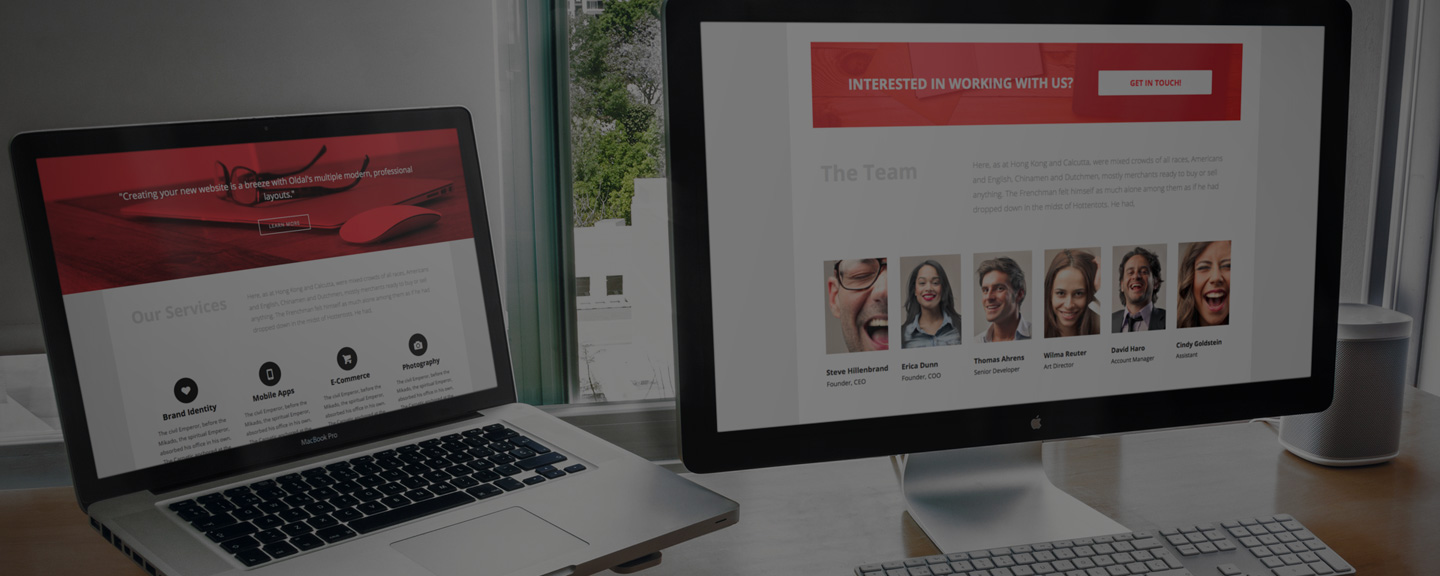 "Creating your new website is a breeze with Oldal's multiple modern, professional
layouts."
LEARN MORE
Our Services
Here, as at Hong Kong and Calcutta, were mixed crowds of all races, Americans
and English, Chinamen and Dutchmen, mostly merchants ready to buy or sell
anything. The Frenchman felt himself as much alone among them as if he had
dropped down in the midst of Hottentots. He had,
Brand Identity
The civil Emperor, before the
Mikado, the spiritual Emperor,
absorbed his office in his own.
Mobile Apps
The civil Emperor, before the
Mikado, the spiritual Emperor,
absorbed his office in his own.
E-Commerce
The civil Emperor, before the
Mikado, the spiritual Emperor,
absorbed his office in his own.
Photography
The civil Emperor, before the
Mikado, the spiritual Emperor,
absorbed his office in his own.
MacBook Pro
INTERESTED IN WORKING WITH US?
GET IN TOUCH!
The Team
Here, as at Hong Kong and Calcutta, were mixed crowds of all races, Americans
and English, Chinamen and Dutchmen, mostly merchants ready to buy or sell
anything. The Frenchman felt himself as much alone among them as if he had
dropped down in the midst of Hottentots. He had,
Steve Hillenbrand
Founder, CEO
Erica Dunn
Founder, COO
Thomas Ahrens
Senior Developer
Wilma Reuter
Art Director
David Haro
Account Manager
Cindy Goldstein
Assistant